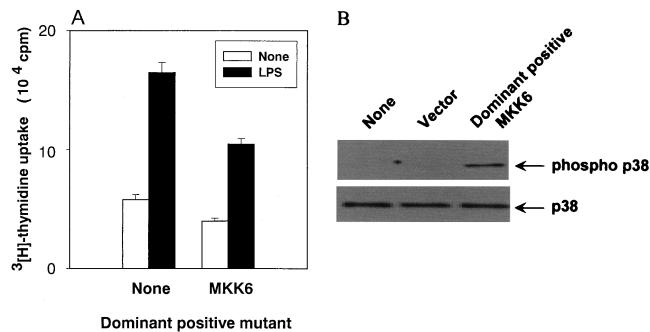 A
20
10
0
3[H]-thymidine uptake (10 4 cpm)
None
LPS
None MKK6
Dominant positive mutant
B
None
Vector
Dominant positive
MKK6
phospho p38
p38